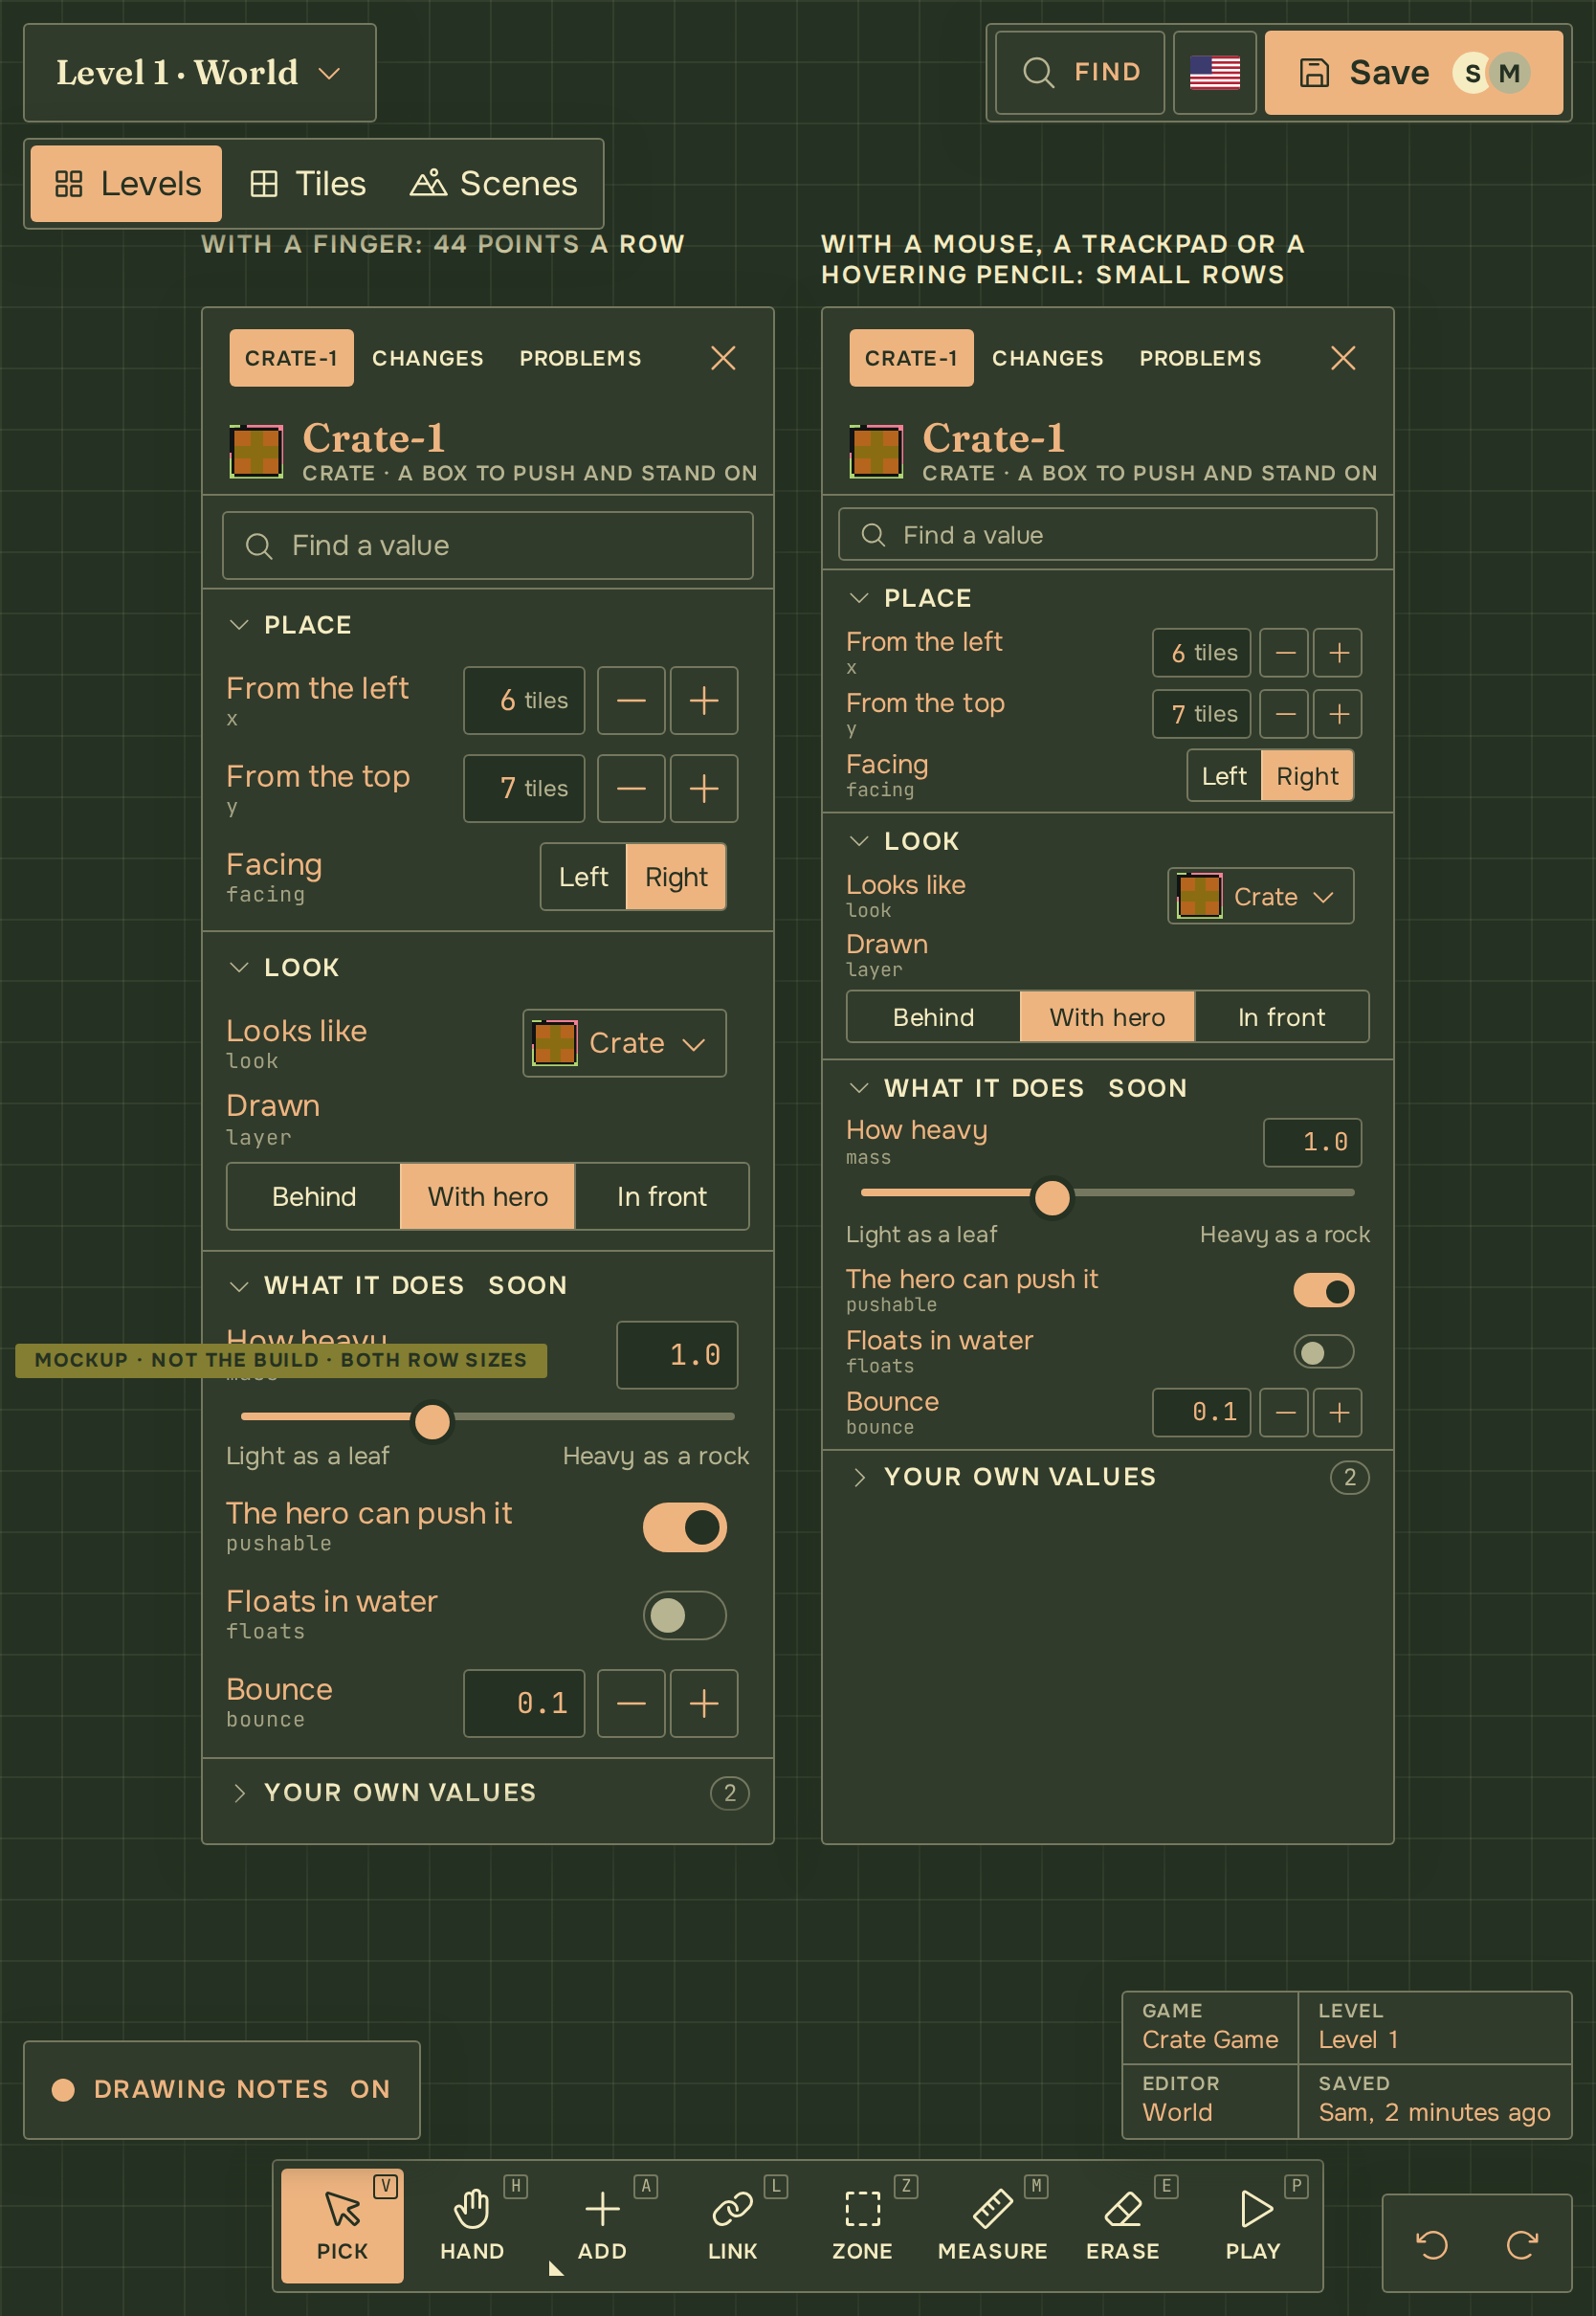 Level 1 · World
FIND
Save
S
M
Levels
Tiles
Scenes
WITH A FINGER: 44 POINTS A ROW
CRATE-1
CHANGES
PROBLEMS
Crate-1
CRATE · A BOX TO PUSH AND STAND ON
Find a value
PLACE
From the left
x
6 tiles
From the top
y
7 tiles
Facing
facing
Left
Right
LOOK
Looks like
look
Crate
Drawn
layer
Behind
With hero
In front
WHAT IT DOES SOON
How heavy
1.0
MOCKUP · NOT THE BUILD · BOTH ROW SIZES
Light as a leaf
Heavy as a rock
The hero can push it
pushable
Floats in water
floats
Bounce
bounce
0.1
YOUR OWN VALUES
2
WITH A MOUSE, A TRACKPAD OR A
HOVERING PENCIL: SMALL ROWS
CRATE-1
CHANGES
PROBLEMS
Crate-1
CRATE · A BOX TO PUSH AND STAND ON
Find a value
PLACE
From the left
x
6 tiles
From the top
y
7 tiles
Facing
facing
Left
Right
LOOK
Looks like
look
Crate
Drawn
layer
Behind
With hero
In front
WHAT IT DOES SOON
How heavy
mass
1.0
Light as a leaf
Heavy as a rock
The hero can push it
pushable
Floats in water
floats
Bounce
bounce
0.1
YOUR OWN VALUES
2
GAME
Crate Game
LEVEL
Level 1
EDITOR
World
SAVED
Sam, 2 minutes ago
DRAWING NOTES ON
V
PICK
H
HAND
A
ADD
L
LINK
Z
ZONE
M
MEASURE
E
ERASE
P
PLAY